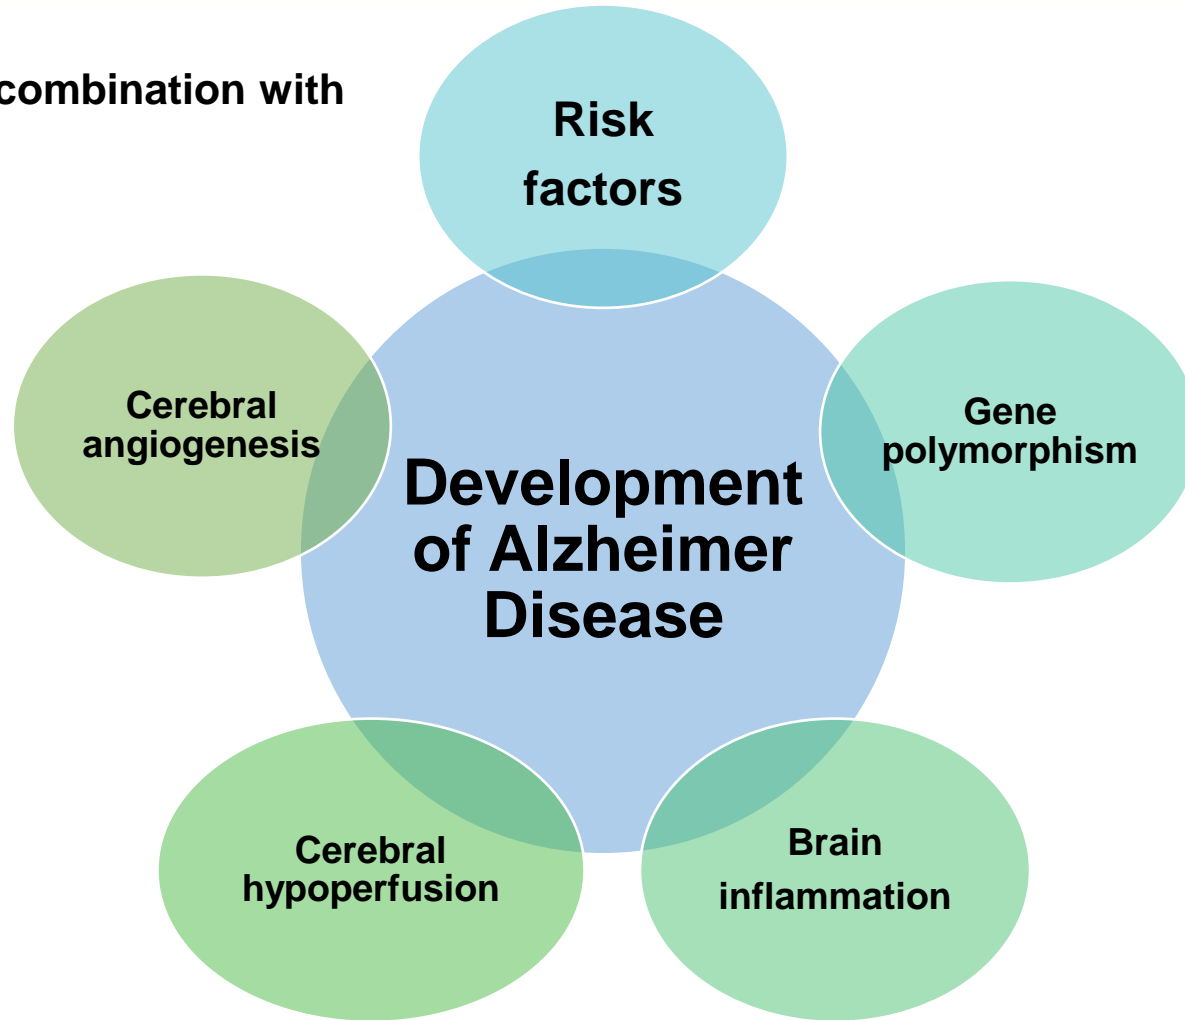 combination with
Risk
factors
Cerebral
angiogenesis
Gene
polymorphism
Development
of Alzheimer
Disease
Cerebral
hypoperfusion
Brain
inflammation